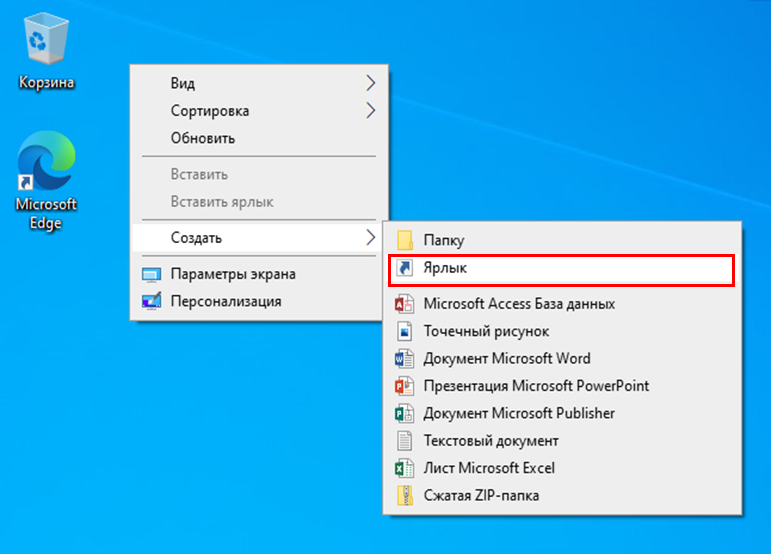 Корзина
Microsoft
Edge
Вид
Сортировка
Обновить
Вставить
Вставить ярлык
Создать
Параметры экрана
Персонализация
Папку
Ярлык
Microsoft Access База данных
Точечный рисунок
Документ Microsoft Word
Презентация Microsoft PowerPoint
Документ Microsoft Publisher
Текстовый документ
Лист Microsoft Excel
Сжатая ZIP-папка